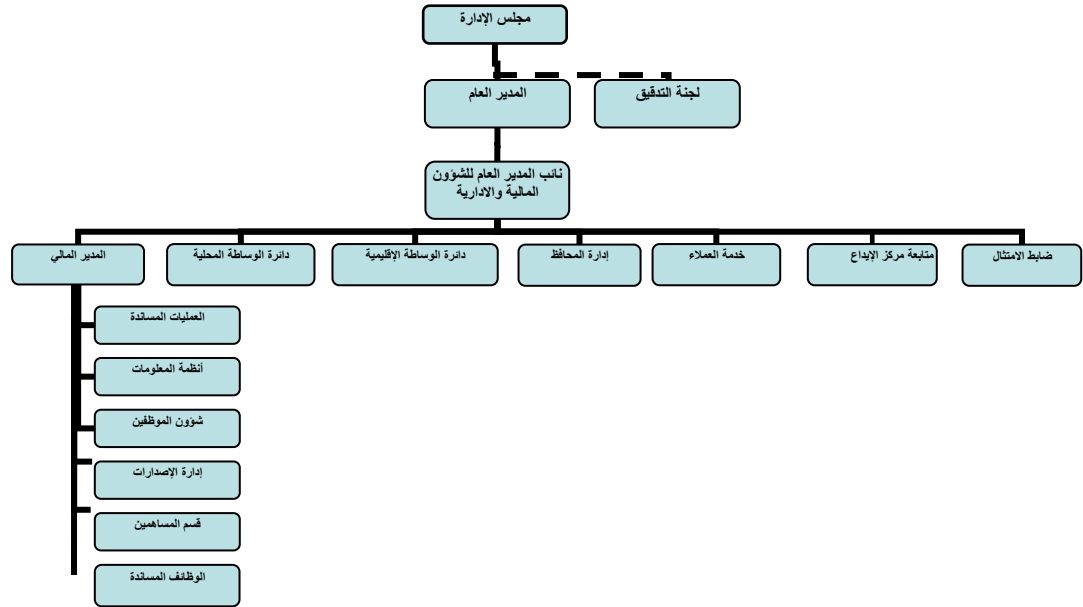 مجلس الإدارة
المدير العام
لجنة التدقيق
نائب المدير العام للشؤون
المالية والادارية
ضابط الامتثال
متابعة مركز الإيداع
خدمة العملاء
إدارة المحافظ
دائرة الوساطة الإقليمية
دائرة الوساطة المحلية
المدير المالي
العمليات المساندة
أنظمة المعلومات
شؤون الموظفين
إدارة الإصدارات
قسم المساهمين
الوظائف المساندة